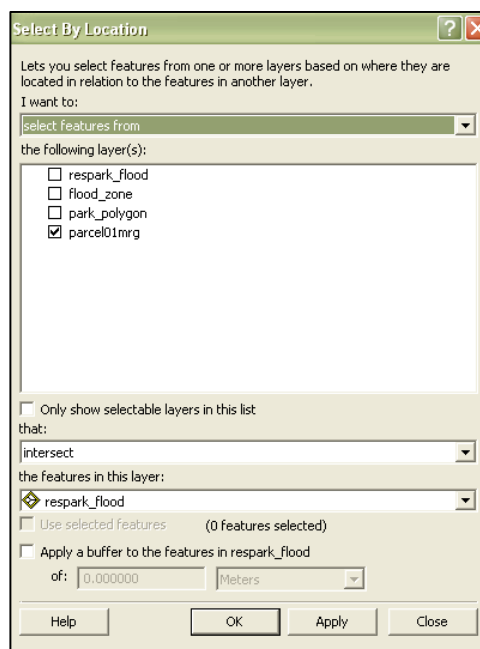 Select By Location
Lets you select features from one or more layers based on where they are
located in relation to the features in another layer.
I want to:
select features from
the following layer(s):
respark_flood
flood_zone
park_polygon
parcel01mrg
Only show selectable layers in this list
that:
intersect
the features in this layer:
respark_flood
Use selected features (0 features selected)
Apply a buffer to the features in respark_flood
of: 0.000000 Meters
Help OK Apply Close